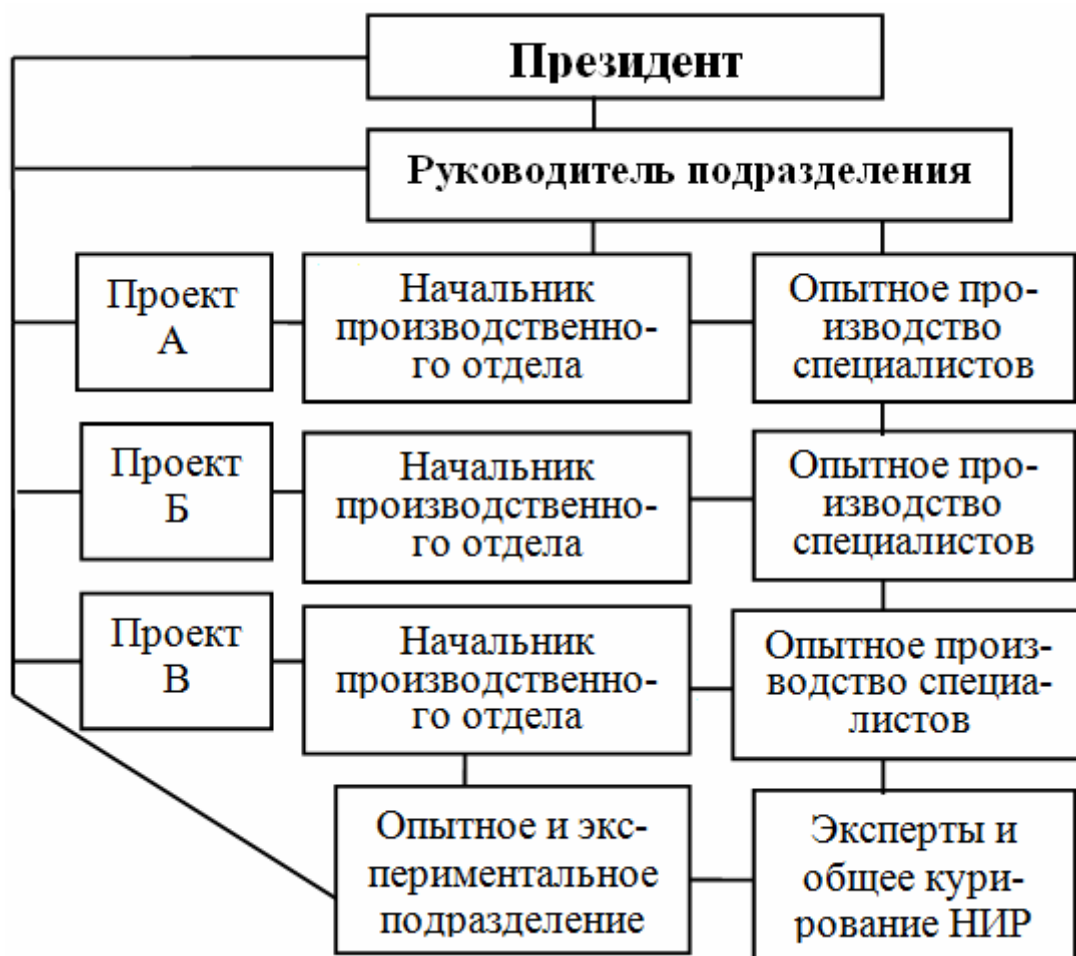 Президент
Руководитель подразделения
Проект
А
Начальник
производственно-
го отдела
Опытное про-
изводство
специалистов
Проект
Б
Начальник
производственно-
го отдела
Опытное про-
изводство
специалистов
Проект
В
Начальник
производственно-
го отдела
Опытное произ-
водство специа-
листов
Опытное и экс-
периментальное
подразделение
Эксперты и
общее кури-
рование НИР